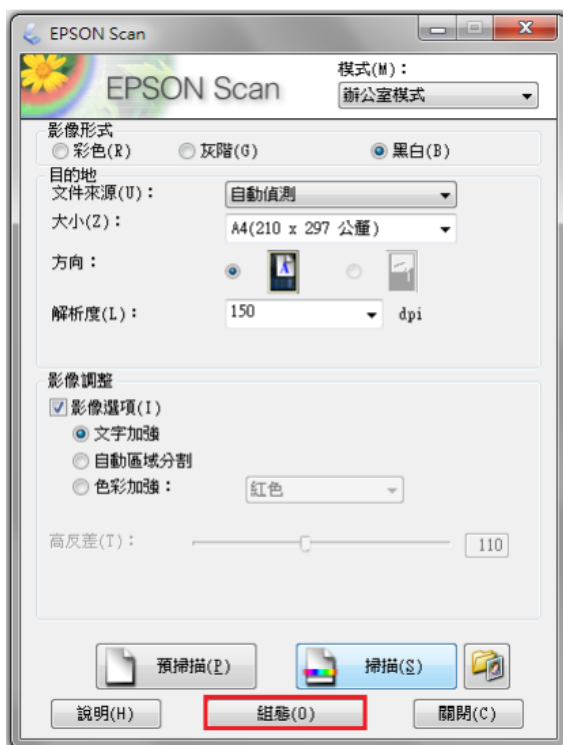 EPSON Scan
EPSON Scan
模式(M)：
辦公室模式
影像形式
彩色(R) 灰階(G) 黑白(B)
目的地
文件來源(U)： 自動偵測
大小(Z)： A4(210 x 297 公釐)
方向：
解析度(L)： 150 dpi
影像調整
影像選項(I)
文字加強
自動區域分割
色彩加強： 紅色
高反差(T)： 110
預掃描(P) 掃描(S)
說明(H) 組態(O) 關閉(C)